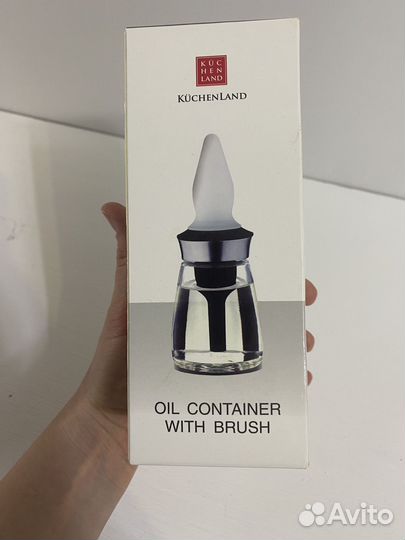 KÜC
HEN
LAND
KÜCHENLAND
OIL CONTAINER
WITH BRUSH
Avito